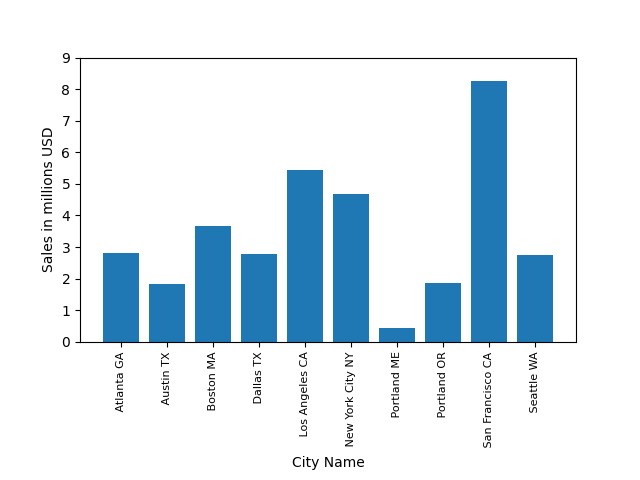 Sales in millions USD
9
8
7
6
5
4
3
2
1
0
Atlanta GA
Austin TX
Boston MA
Dallas TX
Los Angeles CA
New York City NY
Portland ME
Portland OR
San Francisco CA
Seattle WA
City Name